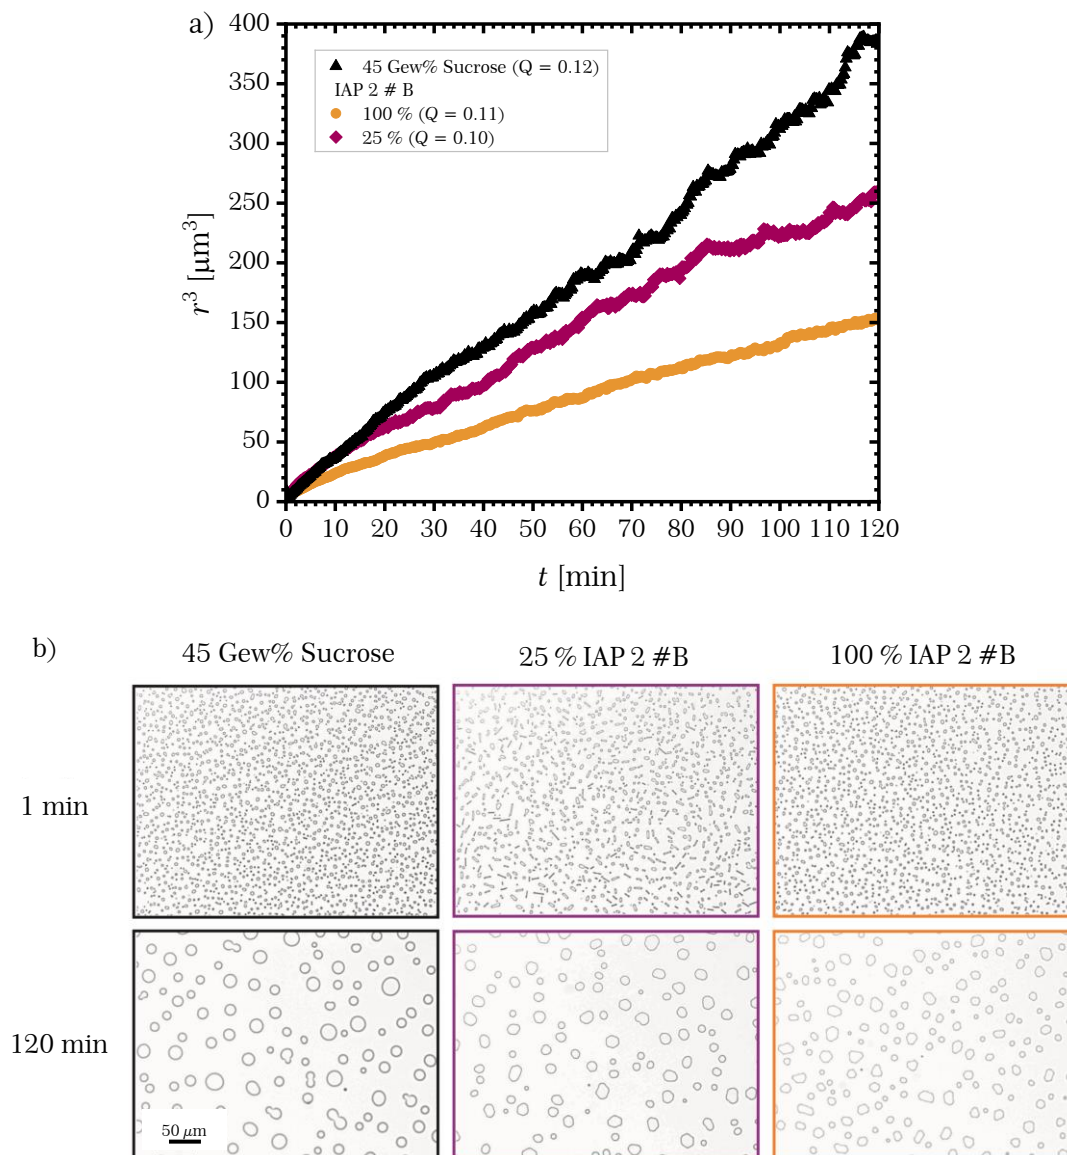 a)
400
350
300
250
200
150
100
50
0
r³ [µm³]
45 Gew% Sucrose (Q = 0.12)
IAP 2 # B
100 % (Q = 0.11)
25 % (Q = 0.10)
0 10 20 30 40 50 60 70 80 90 100 110 120
t [min]
b)
45 Gew% Sucrose 25 % IAP 2 #B 100 % IAP 2 #B
1 min
120 min
50 µm